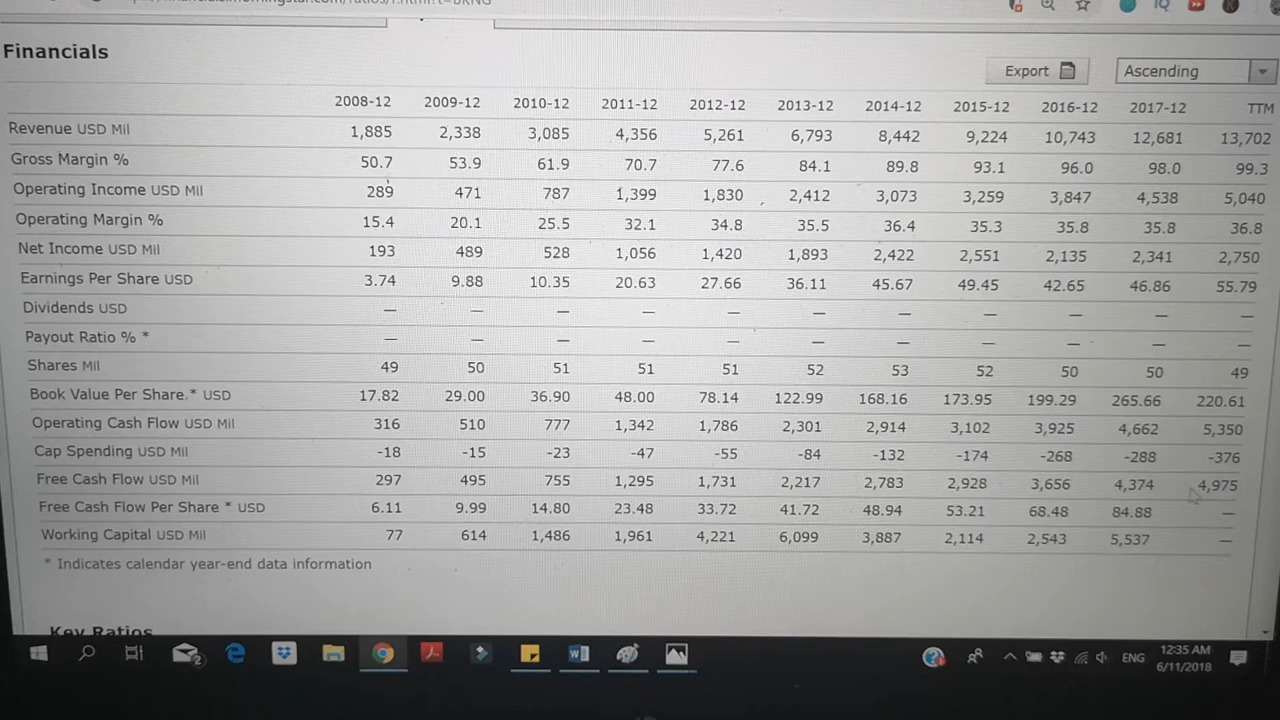 Financials
Export
Ascending
2008-12 2009-12 2010-12 2011-12 2012-12 2013-12 2014-12 2015-12 2016-12 2017-12 TTM
Revenue USD Mil 1,885 2,338 3,085 4,356 5,261 6,793 8,442 9,224 10,743 12,681 13,702
Gross Margin % 50.7 53.9 61.9 70.7 77.6 84.1 89.8 93.1 96.0 98.0 99.3
Operating Income USD Mil 289 471 787 1,399 1,830 2,412 3,073 3,259 3,847 4,538 5,040
Operating Margin % 15.4 20.1 25.5 32.1 34.8 35.5 36.4 35.3 35.8 35.8 36.8
Net Income USD Mil 193 489 528 1,056 1,420 1,893 2,422 2,551 2,135 2,341 2,750
Earnings Per Share USD 3.74 9.88 10.35 20.63 27.66 36.11 45.67 49.45 42.65 46.86 55.79
Dividends USD — — — — — — — — — — —
Payout Ratio % * — — — — — — — — — — —
Shares Mil 49 50 51 51 51 52 53 52 50 50 49
Book Value Per Share * USD 17.82 29.00 36.90 48.00 78.14 122.99 168.16 173.95 199.29 265.66 220.61
Operating Cash Flow USD Mil 316 510 777 1,342 1,786 2,301 2,914 3,102 3,925 4,662 5,350
Cap Spending USD Mil -18 -15 -23 -47 -55 -84 -132 -174 -268 -288 -376
Free Cash Flow USD Mil 297 495 755 1,295 1,731 2,217 2,783 2,928 3,656 4,374 4,975
Free Cash Flow Per Share * USD 6.11 9.99 14.80 23.48 33.72 41.72 48.94 53.21 68.48 84.88 —
Working Capital USD Mil 77 614 1,486 1,961 4,221 6,099 3,887 2,114 2,543 5,537 —
* Indicates calendar year-end data information
Key Ratios
ENG
12:35 AM
6/11/2018